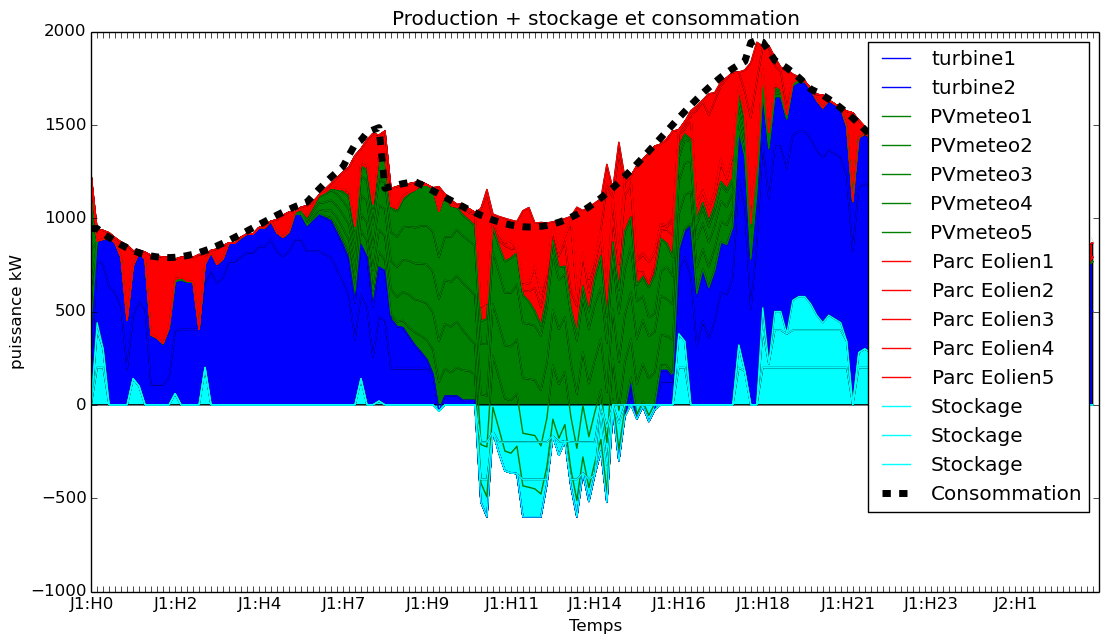 Production + stockage et consommation
2000
1500
1000
500
0
−500
−1000
puissance kW
turbine1
turbine2
PVmeteo1
PVmeteo2
PVmeteo3
PVmeteo4
PVmeteo5
Parc Eolien1
Parc Eolien2
Parc Eolien3
Parc Eolien4
Parc Eolien5
Stockage
Stockage
Stockage
Consommation
J1:H0 J1:H2 J1:H4 J1:H7 J1:H9 J1:H11 J1:H14 J1:H16 J1:H18 J1:H21 J1:H23 J2:H1
Temps